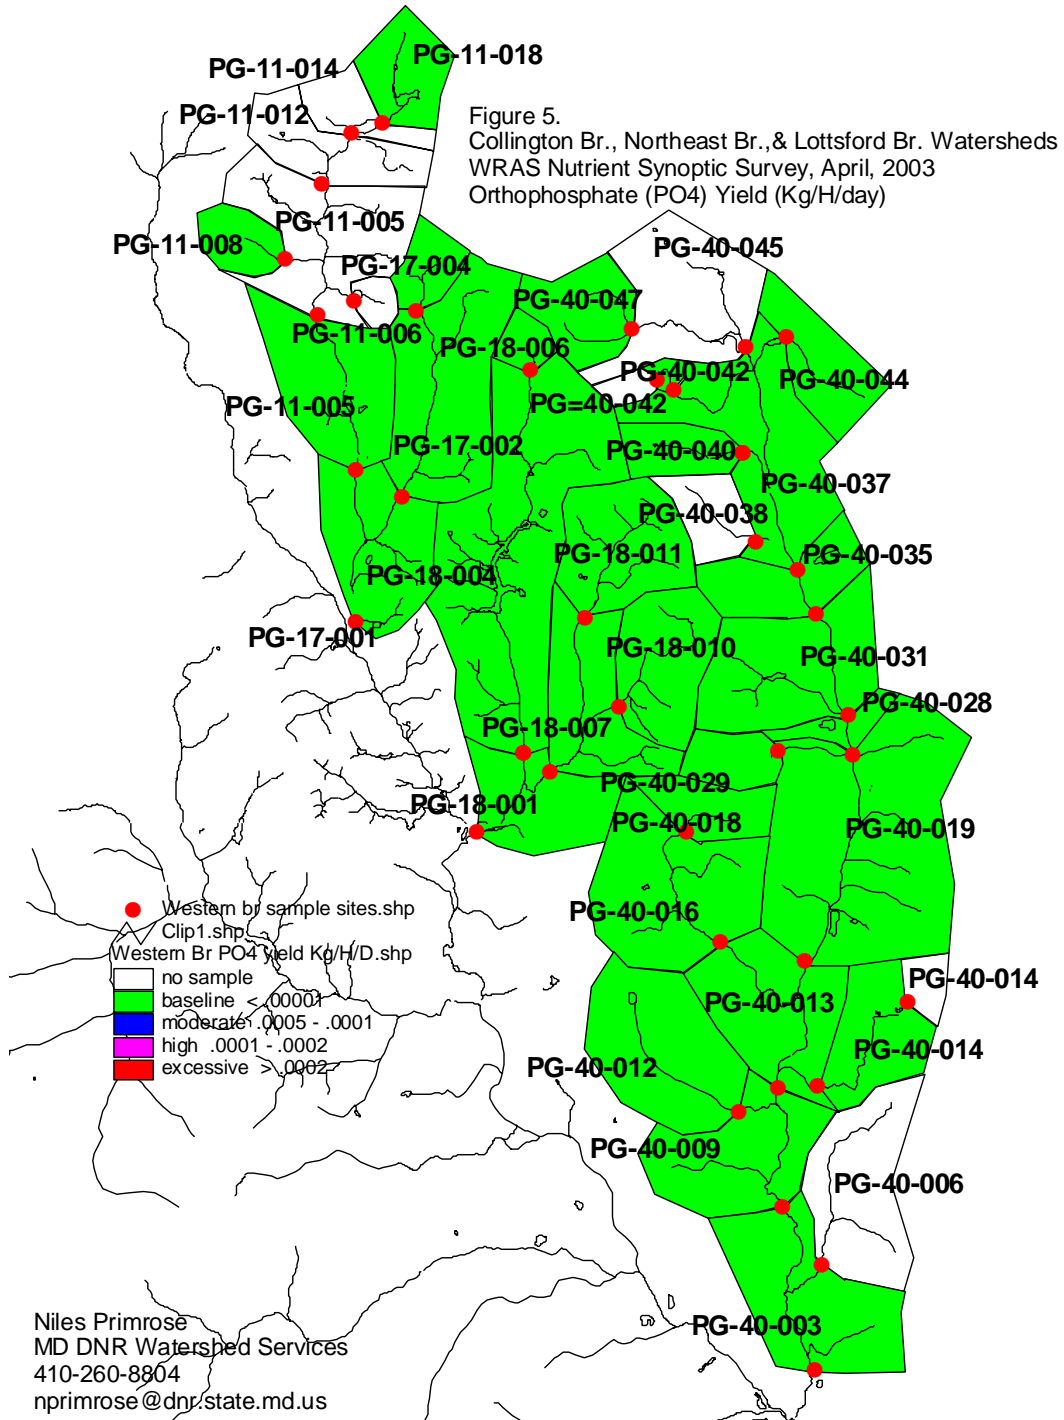 PG-11-018
PG-11-014
PG-11-012
Figure 5.
Collington Br., Northeast Br.,& Lottsford Br. Watersheds
WRAS Nutrient Synoptic Survey, April, 2003
Orthophosphate (PO4) Yield (Kg/H/day)
PG-11-005
PG-11-008
PG-17-004
PG-40-045
PG-40-047
PG-11-006
PG-18-006
PG-40-042
PG-40-044
PG=40-042
PG-11-005
PG-17-002
PG-40-040
PG-40-037
PG-40-038
PG-18-011
PG-40-035
PG-18-004
PG-17-001
PG-18-010
PG-40-031
PG-40-028
PG-18-007
PG-40-029
PG-18-001
PG-40-018
PG-40-019
PG-40-016
Western br sample sites.shp
Clip1.shp
Western Br PO4 yield Kg/H/D.shp
no sample
baseline < .00001
moderate .0005 - .0001
high .0001 - .0002
excessive > .0002
PG-40-014
PG-40-013
PG-40-014
PG-40-012
PG-40-009
PG-40-006
PG-40-003
Niles Primrose
MD DNR Watershed Services
410-260-8804
nprimrose@dnr.state.md.us